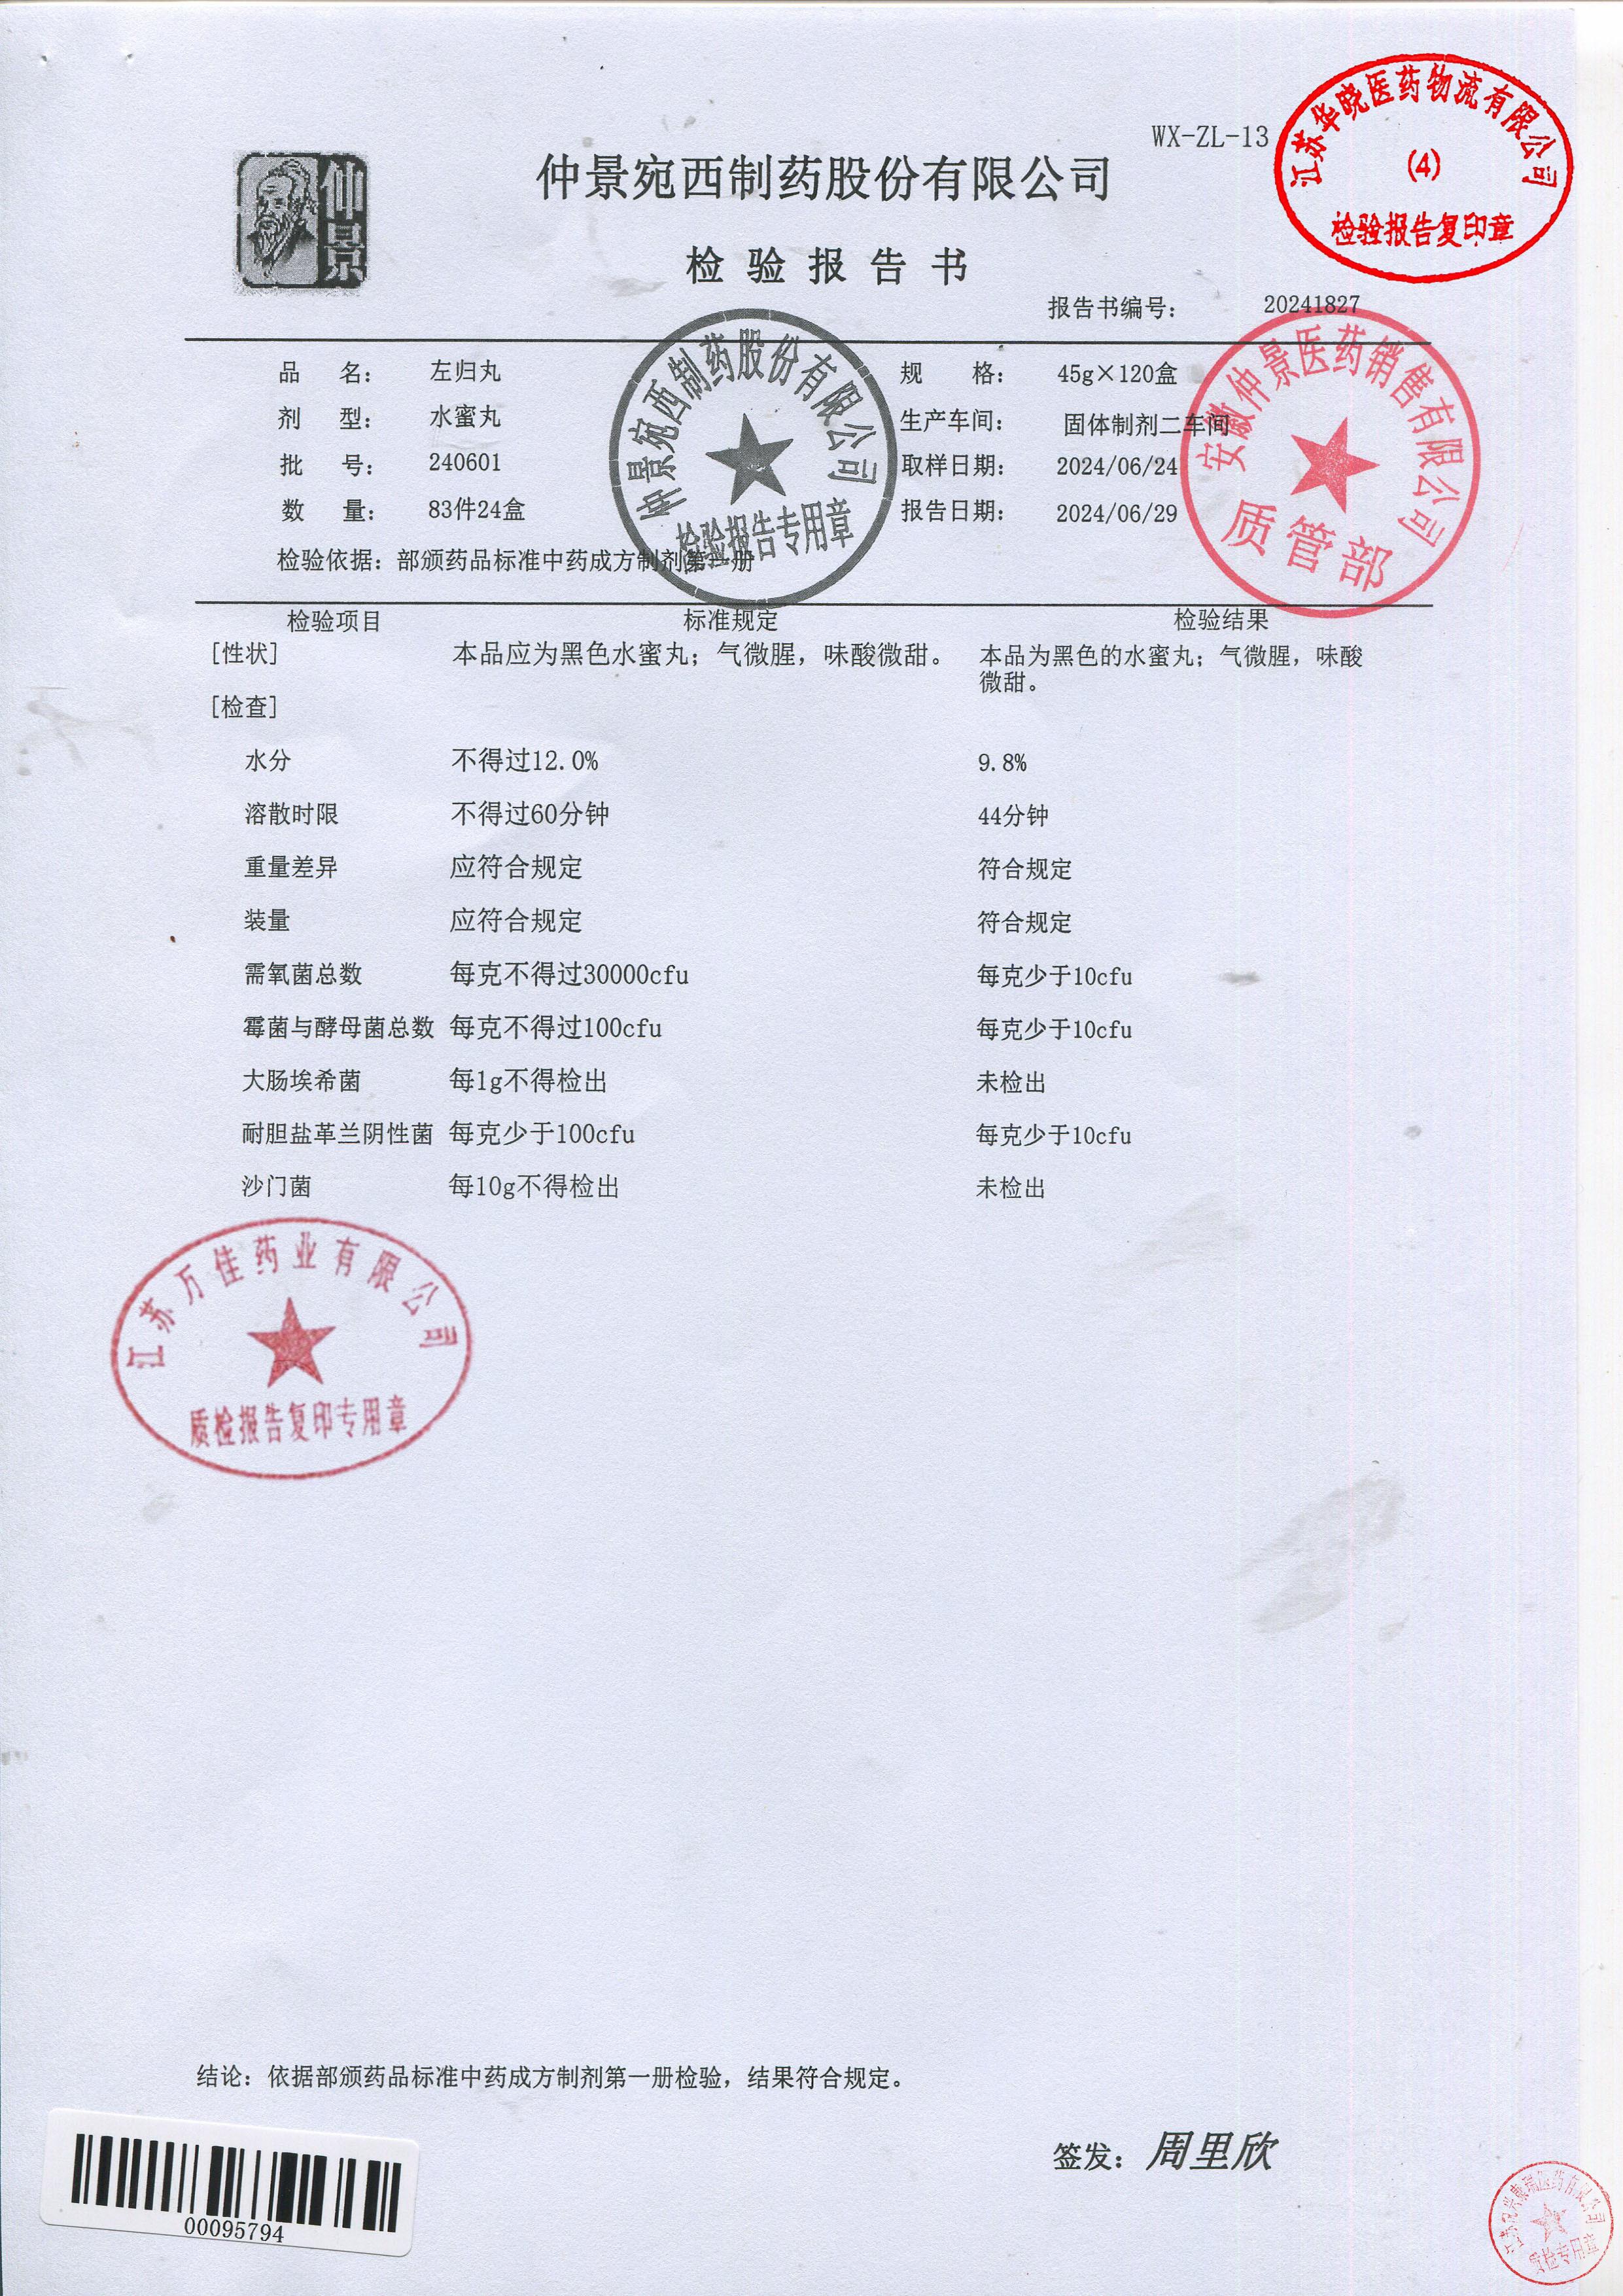 江苏华晓医药物流有限公司
(4)
检验报告复印章
WX-ZL-13
仲景
仲景宛西制药股份有限公司
检验报告书
报告书编号: 20241827
品 名: 左归丸 规 格: 45g×120盒
剂 型: 水蜜丸 生产车间: 固体制剂二车间
批 号: 240601 取样日期: 2024/06/24
数 量: 83件24盒 报告日期: 2024/06/29
检验依据: 部颁药品标准中药成方制剂第一册
仲景宛西制药股份有限公司
检验报告专用章
安徽仲景医药销售有限公司
质管部
检验项目 标准规定 检验结果
[性状] 本品应为黑色水蜜丸; 气微腥, 味酸微甜。 本品为黑色的水蜜丸; 气微腥, 味酸
微甜。
[检查]
水分 不得过12.0% 9.8%
溶散时限 不得过60分钟 44分钟
重量差异 应符合规定 符合规定
装量 应符合规定 符合规定
需氧菌总数 每克不得过30000cfu 每克少于10cfu
霉菌与酵母菌总数 每克不得过100cfu 每克少于10cfu
大肠埃希菌 每1g不得检出 未检出
耐胆盐革兰阴性菌 每克少于100cfu 每克少于10cfu
沙门菌 每10g不得检出 未检出
江苏万佳药业有限公司
质检报告复印专用章
结论: 依据部颁药品标准中药成方制剂第一册检验, 结果符合规定。
签发: 周里欣
00095794
质检专用章